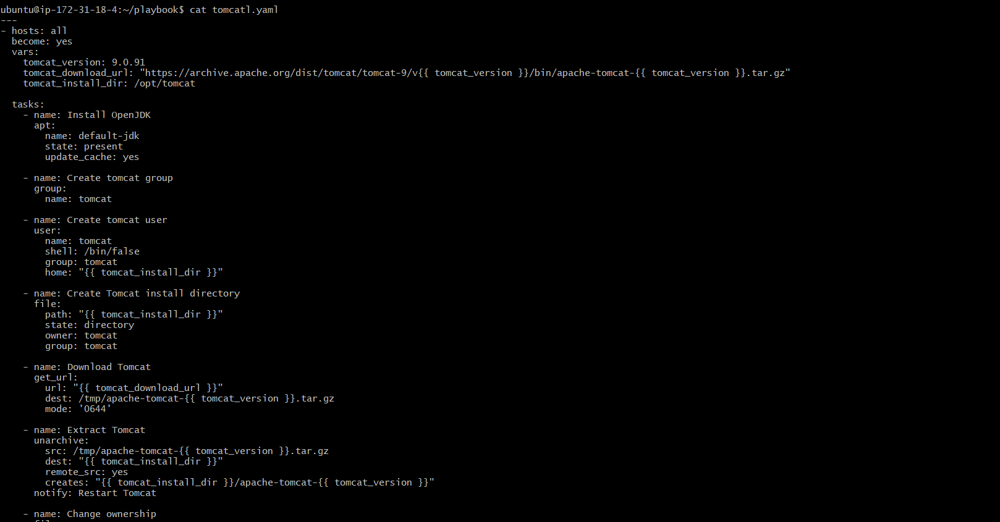 ubuntu@ip-172-31-18-4:~/playbook$ cat tomcatl.yaml
---
- hosts: all
  become: yes
  vars:
    tomcat_version: 9.0.91
    tomcat_download_url: "https://archive.apache.org/dist/tomcat/tomcat-9/v{{ tomcat_version }}/bin/apache-tomcat-{{ tomcat_version }}.tar.gz"
    tomcat_install_dir: /opt/tomcat

  tasks:
    - name: Install OpenJDK
      apt:
        name: default-jdk
        state: present
        update_cache: yes

    - name: Create tomcat group
      group:
        name: tomcat

    - name: Create tomcat user
      user:
        name: tomcat
        shell: /bin/false
        group: tomcat
        home: "{{ tomcat_install_dir }}"

    - name: Create Tomcat install directory
      file:
        path: "{{ tomcat_install_dir }}"
        state: directory
        owner: tomcat
        group: tomcat

    - name: Download Tomcat
      get_url:
        url: "{{ tomcat_download_url }}"
        dest: /tmp/apache-tomcat-{{ tomcat_version }}.tar.gz
        mode: '0644'

    - name: Extract Tomcat
      unarchive:
        src: /tmp/apache-tomcat-{{ tomcat_version }}.tar.gz
        dest: "{{ tomcat_install_dir }}"
        remote_src: yes
        creates: "{{ tomcat_install_dir }}/apache-tomcat-{{ tomcat_version }}"
      notify: Restart Tomcat

    - name: Change ownership